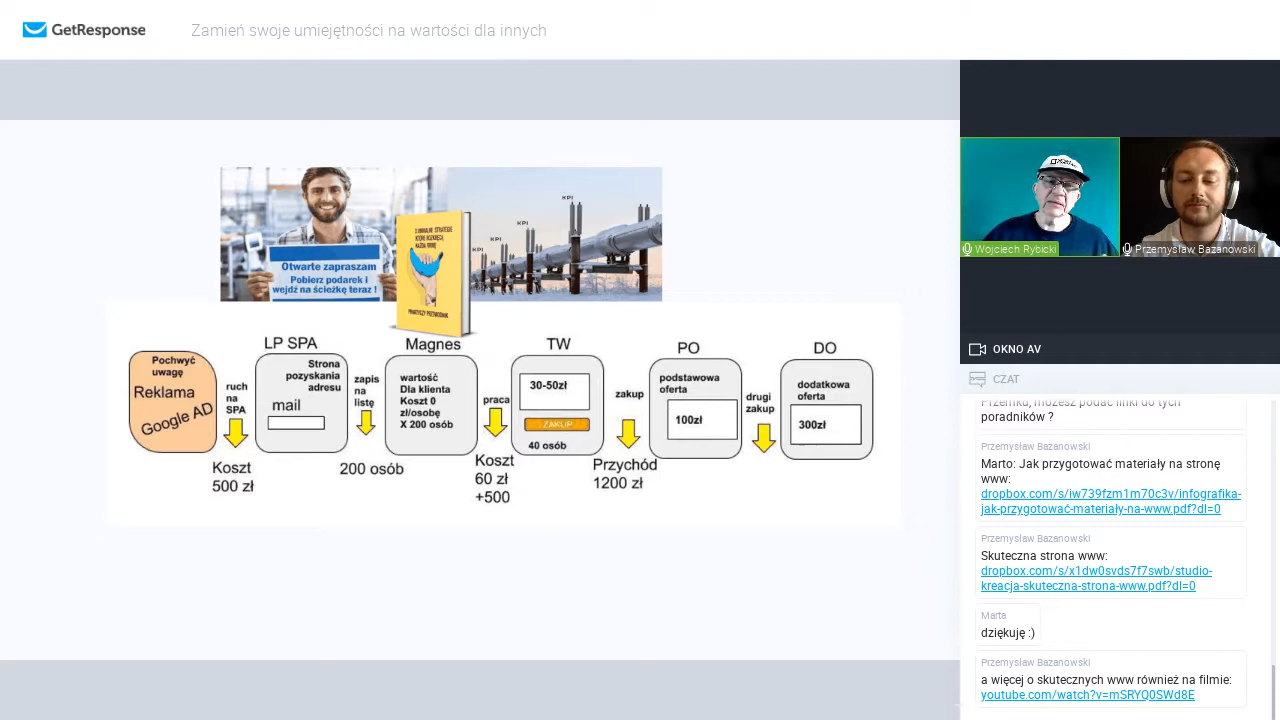 GetResponse
Zamień swoje umiejętności na wartości dla innych
Otwarte zapraszam
Pobierz podarek i
wejdź na ścieżkę teraz !
PRAKTYCZY PRZEWODNIK
KPI
KPI
KPI
KPI
LP SPA
Magnes
TW
PO
DO
Pochwyć
uwagę
Reklama
Google AD
ruch
na
SPA
Koszt
500 zł
Strona
pozyskania
adresu
mail
zapis
na
listę
200 osób
wartość
Dla klienta
Koszt 0
zł/osobę
X 200 osób
praca
Koszt
60 zł
+500
30-50zł
ZAKUP
40 osób
zakup
Przychód
1200 zł
podstawowa
oferta
100zł
drugi
zakup
dodatkowa
oferta
300zł
Wojciech Rybicki
Przemysław Bazanowski
OKNO AV
CZAT
Przemku, możesz podać linki do tych
poradników ?
Przemysław Bazanowski
Marto: Jak przygotować materiały na stronę
www:
dropbox.com/s/iw739fzm1m70c3v/infografika-
jak-przygotować-materiały-na-www.pdf?dl=0
Przemysław Bazanowski
Skuteczna strona www:
dropbox.com/s/x1dw0svds7f7swb/studio-
kreacja-skuteczna-strona-www.pdf?dl=0
Marta
dziękuję :)
Przemysław Bazanowski
a więcej o skutecznych www również na filmie:
youtube.com/watch?v=mSRYQ0SWd8E